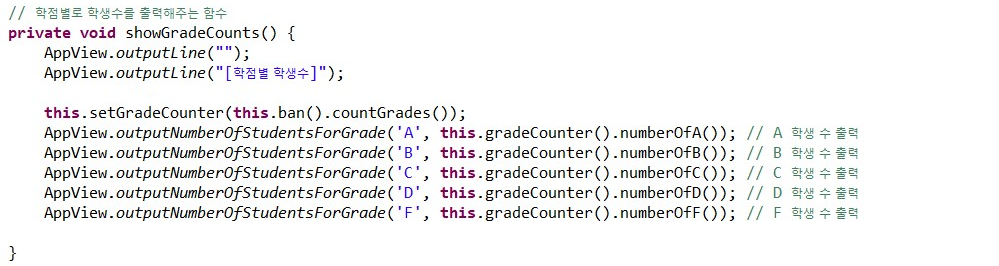 // 학점별로 학생수를 출력해주는 함수
private void showGradeCounts() {
    AppView.outputLine("");
    AppView.outputLine("[학점별 학생수]");

    this.setGradeCounter(this.ban().countGrades());
    AppView.outputNumberOfStudentsForGrade('A', this.gradeCounter().numberOfA()); // A 학생 수 출력
    AppView.outputNumberOfStudentsForGrade('B', this.gradeCounter().numberOfB()); // B 학생 수 출력
    AppView.outputNumberOfStudentsForGrade('C', this.gradeCounter().numberOfC()); // C 학생 수 출력
    AppView.outputNumberOfStudentsForGrade('D', this.gradeCounter().numberOfD()); // D 학생 수 출력
    AppView.outputNumberOfStudentsForGrade('F', this.gradeCounter().numberOfF()); // F 학생 수 출력

}